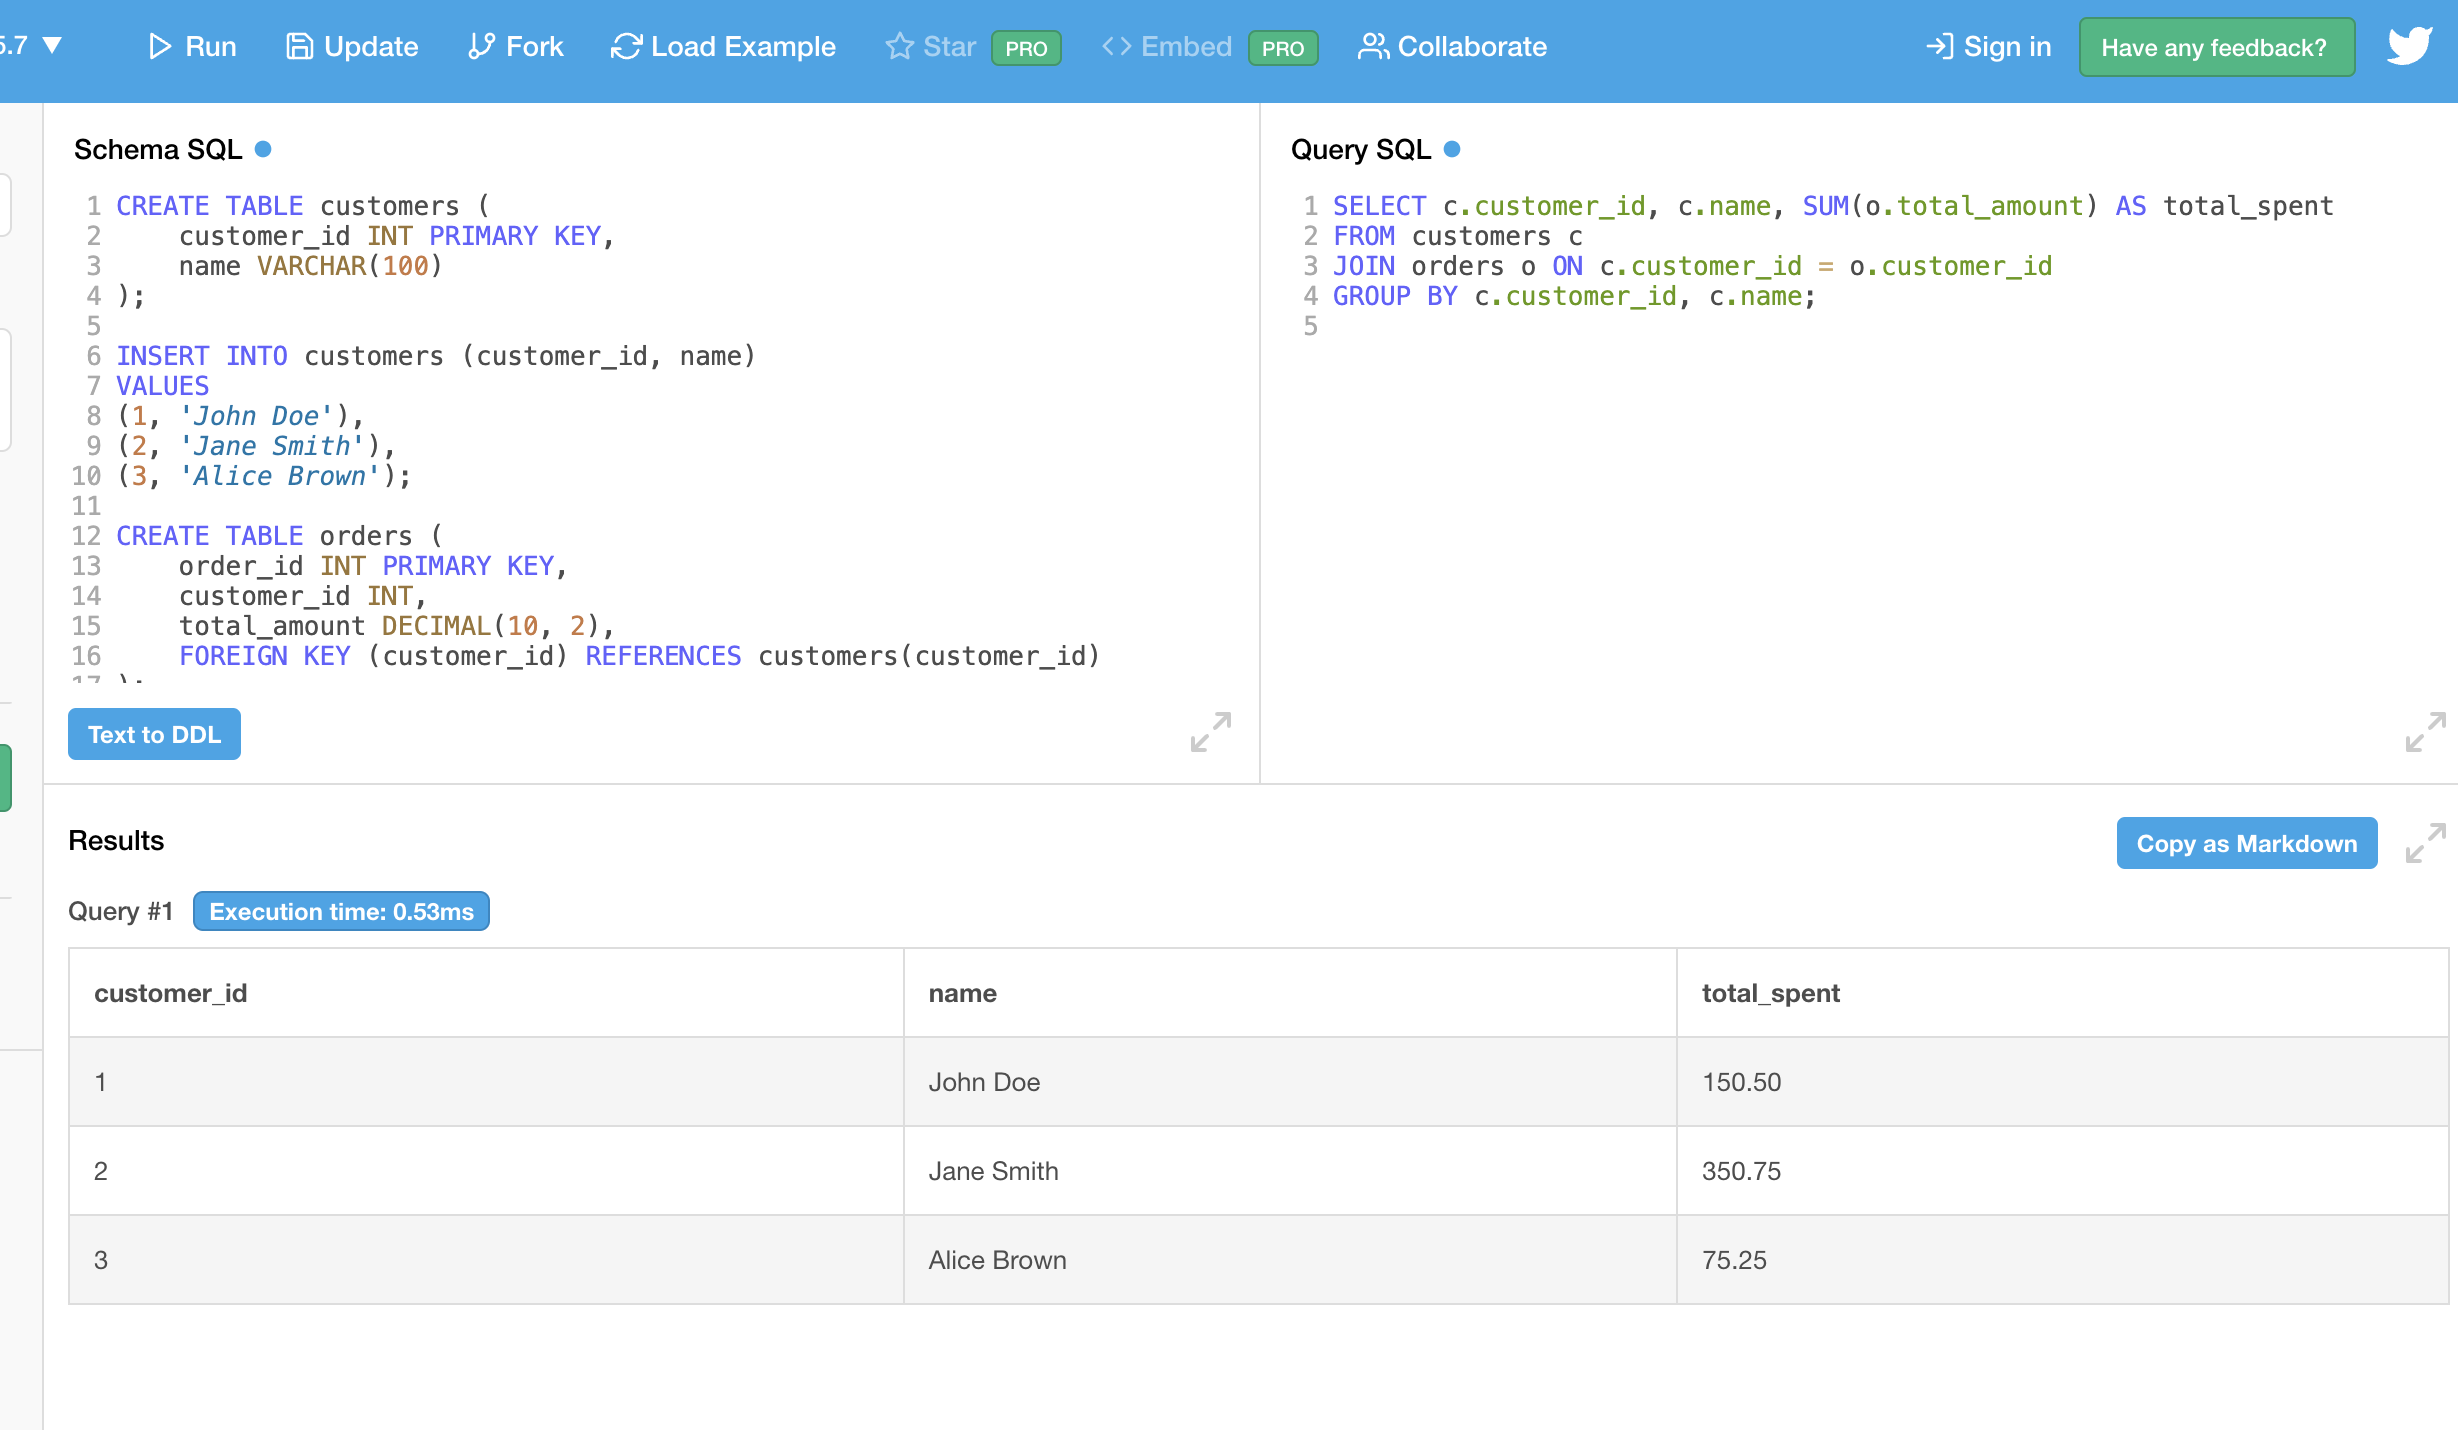 5.7 ▼ Run Update Fork Load Example Star PRO <> Embed PRO Collaborate Sign in Have any feedback?
Schema SQL
1 CREATE TABLE customers (
2     customer_id INT PRIMARY KEY,
3     name VARCHAR(100)
4 );
5
6 INSERT INTO customers (customer_id, name)
7 VALUES
8 (1, 'John Doe'),
9 (2, 'Jane Smith'),
10 (3, 'Alice Brown');
11
12 CREATE TABLE orders (
13     order_id INT PRIMARY KEY,
14     customer_id INT,
15     total_amount DECIMAL(10, 2),
16     FOREIGN KEY (customer_id) REFERENCES customers(customer_id)
17 );
Text to DDL
Query SQL
1 SELECT c.customer_id, c.name, SUM(o.total_amount) AS total_spent
2 FROM customers c
3 JOIN orders o ON c.customer_id = o.customer_id
4 GROUP BY c.customer_id, c.name;
5
Results
Copy as Markdown
Query #1 Execution time: 0.53ms
customer_id name total_spent
1 John Doe 150.50
2 Jane Smith 350.75
3 Alice Brown 75.25